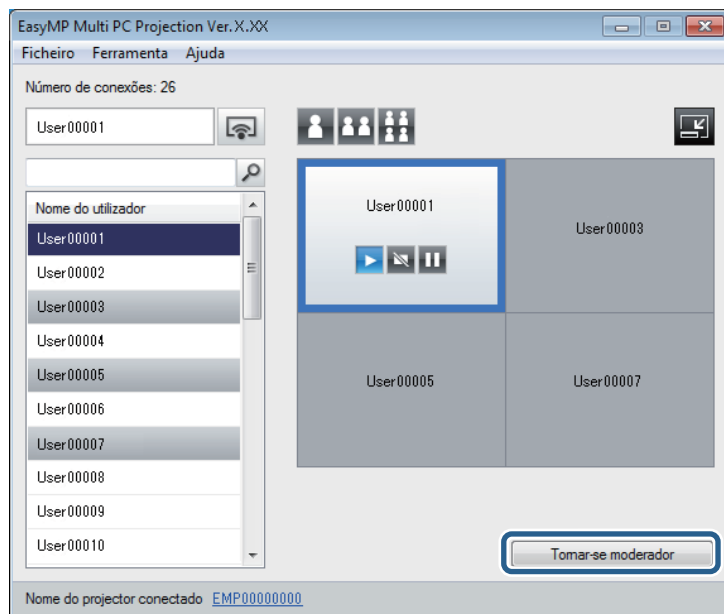 EasyMP Multi PC Projection Ver.X.XX
Ficheiro Ferramenta Ajuda
Número de conexões: 26
User00001
Nome do utilizador
User00001
User00002
User00003
User00004
User00005
User00006
User00007
User00008
User00009
User00010
User00001
User00003
User00005
User00007
Tornar-se moderador
Nome do projector conectado EMP00000000